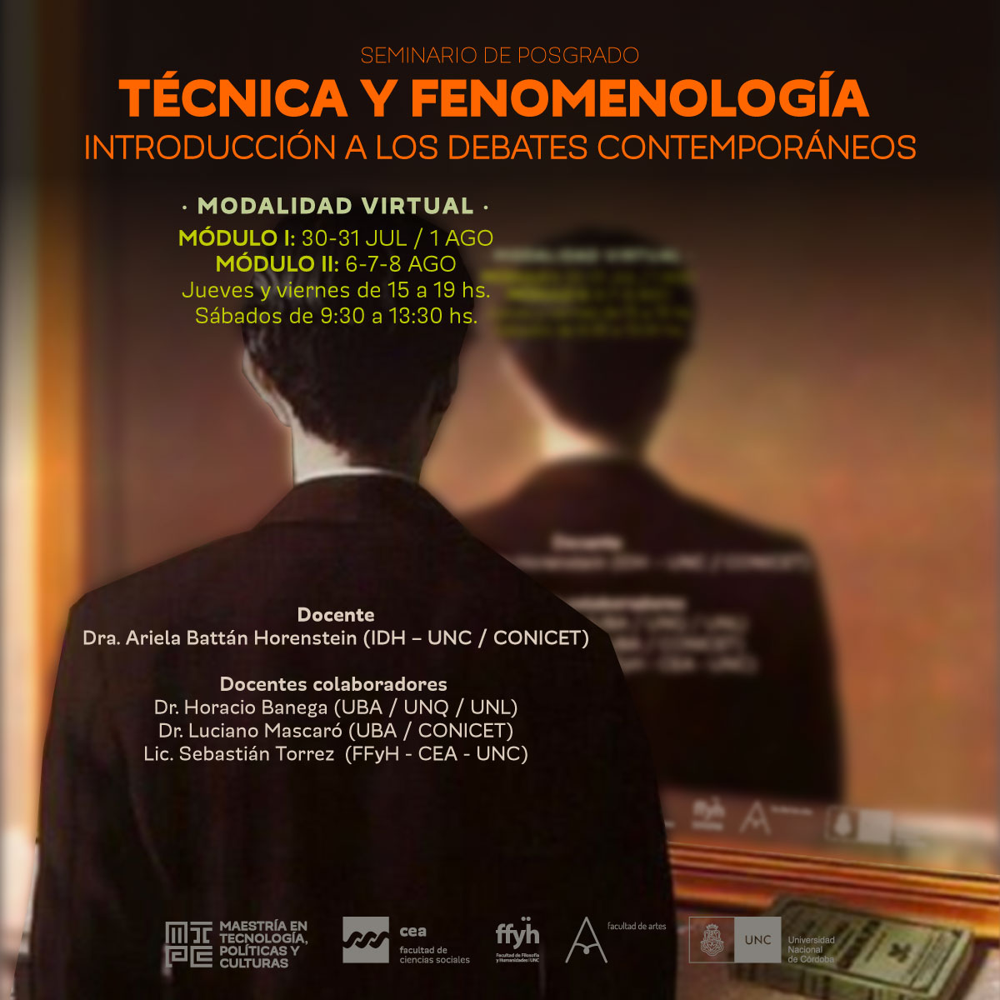 SEMINARIO DE POSGRADO
TÉCNICA Y FENOMENOLOGÍA
INTRODUCCIÓN A LOS DEBATES CONTEMPORÁNEOS
· MODALIDAD VIRTUAL ·
MÓDULO I: 30-31 JUL / 1 AGO
MÓDULO II: 6-7-8 AGO
Jueves y viernes de 15 a 19 hs.
Sábados de 9:30 a 13:30 hs.
Docente
Dra. Ariela Battán Horenstein (IDH – UNC / CONICET)
Docentes colaboradores
Dr. Horacio Banega (UBA / UNQ / UNL)
Dr. Luciano Mascaró (UBA / CONICET)
Lic. Sebastián Torrez (FFyH - CEA - UNC)
MAESTRÍA EN
TECNOLOGÍA,
POLÍTICAS Y
CULTURAS
cea
facultad de
ciencias sociales
ffyh
Facultad de Filosofía
y Humanidades | UNC
facultad de artes
UNC
Universidad
Nacional
de Córdoba